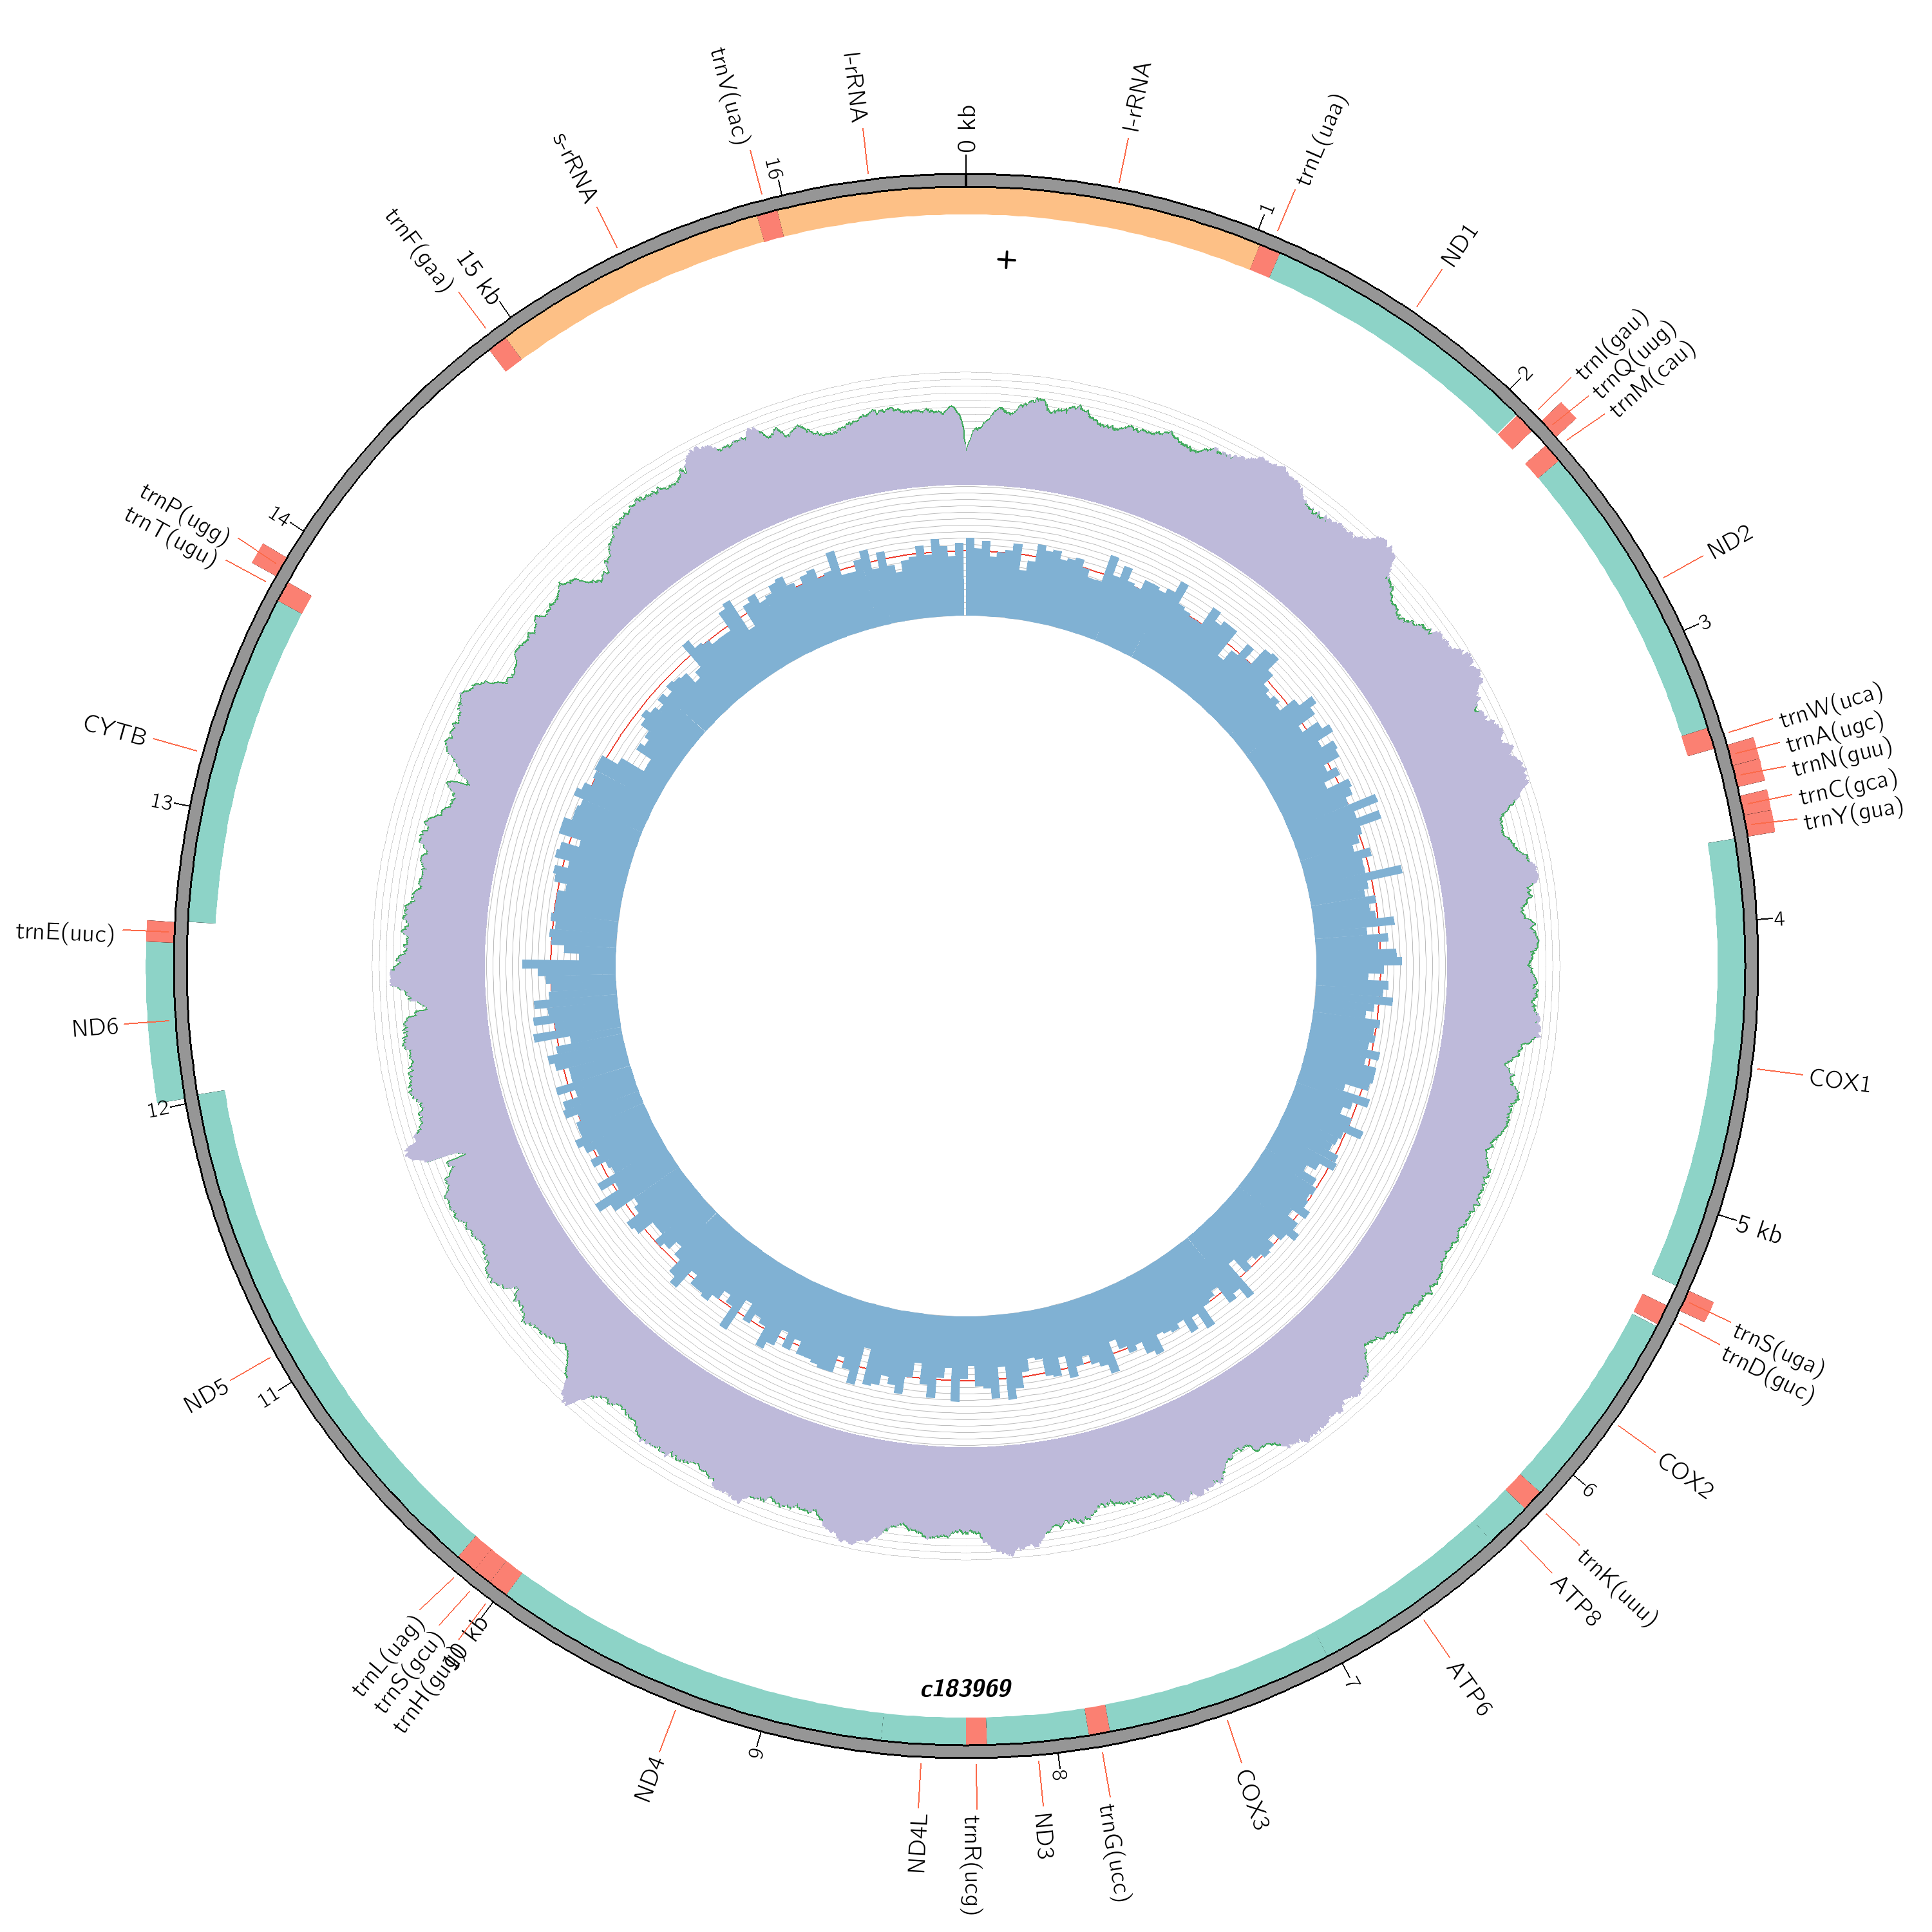 0 kb
l-rRNA
trnL(uaa)
1
ND1
2
trnI(gau)
trnQ(uug)
trnM(cau)
ND2
3
trnW(uca)
trnA(ugc)
trnN(guu)
trnC(gca)
trnY(gua)
4
COX1
5 kb
trnS(uga)
trnD(guc)
COX2
6
trnK(uuu)
ATP8
ATP6
7
COX3
trnG(ucc)
8
ND3
trnR(ucg)
ND4L
9
ND4
10 kb
trnH(gug)
trnS(gcu)
trnL(uag)
11
ND5
12
ND6
trnE(uuc)
13
CYTB
trnT(ugu)
trnP(ugg)
14
trnF(gaa)
15 kb
s-rRNA
trnV(uac)
16
l-rRNA
+
c183969